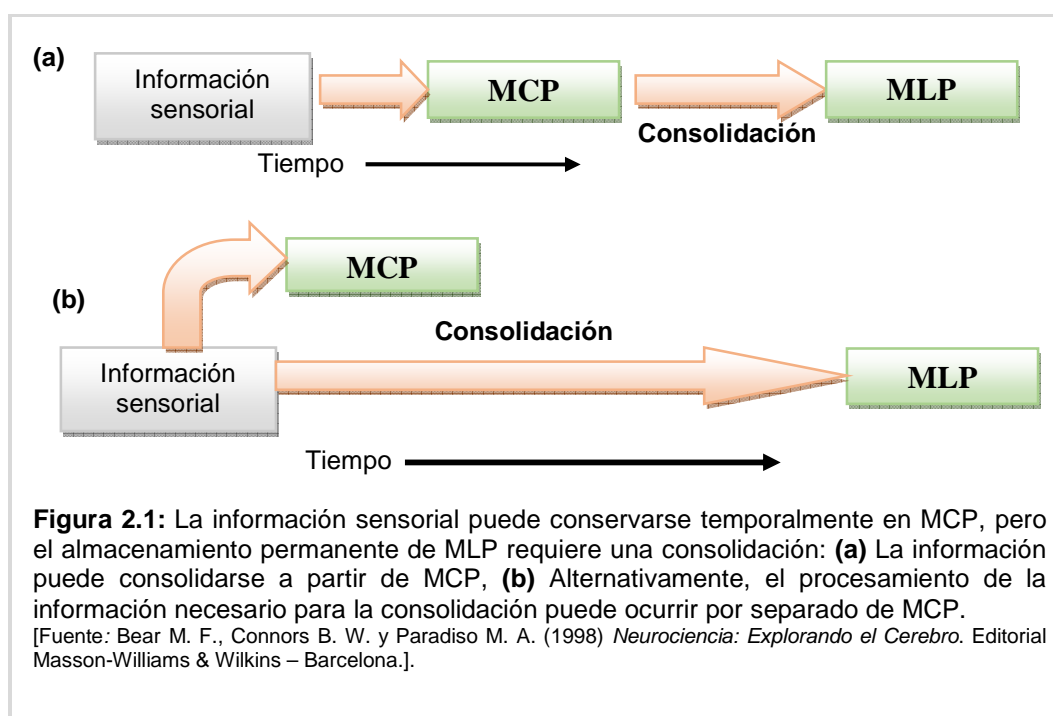 (a)
Información
sensorial
MCP
MLP
Consolidación
Tiempo
MCP
(b)
Consolidación
Información
sensorial
MLP
Tiempo
Figura 2.1: La información sensorial puede conservarse temporalmente en MCP, pero
el almacenamiento permanente de MLP requiere una consolidación: (a) La información
puede consolidarse a partir de MCP, (b) Alternativamente, el procesamiento de la
información necesario para la consolidación puede ocurrir por separado de MCP.
[Fuente: Bear M. F., Connors B. W. y Paradiso M. A. (1998) Neurociencia: Explorando el Cerebro. Editorial
Masson-Williams & Wilkins – Barcelona.].